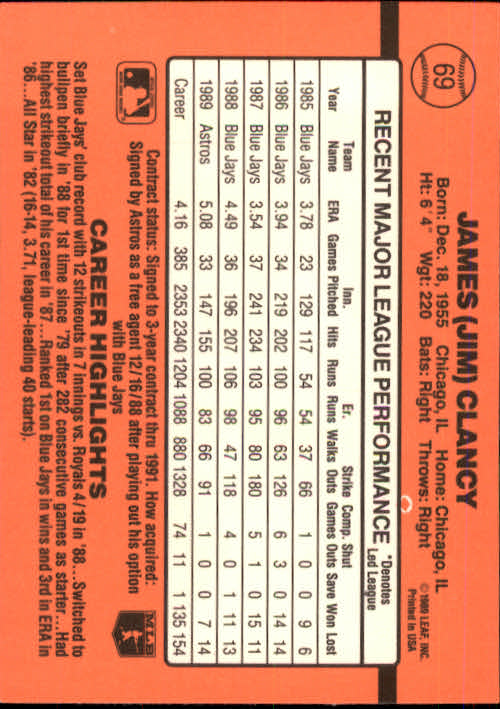 69
JAMES (JIM) CLANCY
Born: Dec. 18, 1955 Chicago, IL Home: Chicago, IL
Ht: 6'4" Wgt: 220 Bats: Right Throws: Right
© 1989 LEAF, INC.
Printed in USA
RECENT MAJOR LEAGUE PERFORMANCE *Denotes
Led League
Team Inn. Er. Strike Comp. Shut
Year Name ERA Games Pitched Hits Runs Runs Walks Outs Games Outs Save Won Lost
1985 Blue Jays 3.78 23 129 117 54 54 37 66 1 0 0 9 6
1986 Blue Jays 3.94 34 219 202 100 96 63 126 6 3 0 14 14
1987 Blue Jays 3.54 37 241 234 103 95 80 180 5 1 0 15 11
1988 Blue Jays 4.49 36 196 207 106 98 47 118 4 0 1 11 13
1989 Astros 5.08 33 147 155 100 83 66 91 1 0 0 7 14
Career 4.16 385 2353 2340 1204 1088 880 1328 74 11 1 135 154
Contract status: Signed to 3-year contract thru 1991. How acquired:
Signed by Astros as a free agent 12/16/88 after playing out his option
with Blue Jays
MLB
CAREER HIGHLIGHTS
Set Blue Jays' club record with 12 strikeouts in 7 innings vs. Royals 4/19 in '88...Switched to
bullpen briefly in '88 for 1st time since '79 after 282 consecutive games as starter...Had
highest strikeout total of his career in '87...Ranked 1st on Blue Jays in wins and 3rd in ERA in
'86...All Star in '82 (16-14, 3.71, league-leading 40 starts).